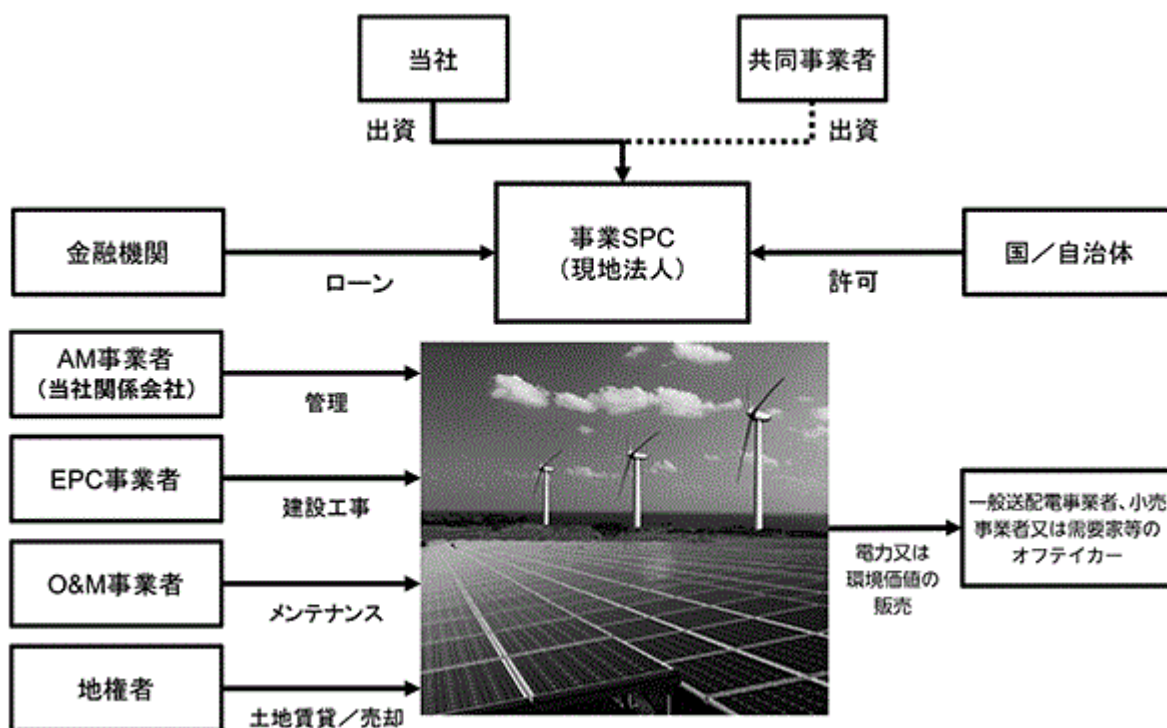 当社
共同事業者
出資
出資
金融機関
ローン
事業SPC
（現地法人）
許可
国／自治体
AM事業者
（当社関係会社）
管理
EPC事業者
建設工事
O&M事業者
メンテナンス
地権者
土地賃貸／売却
電力又は
環境価値の
販売
一般送配電事業者、小売
事業者又は需要家等の
オフテイカー